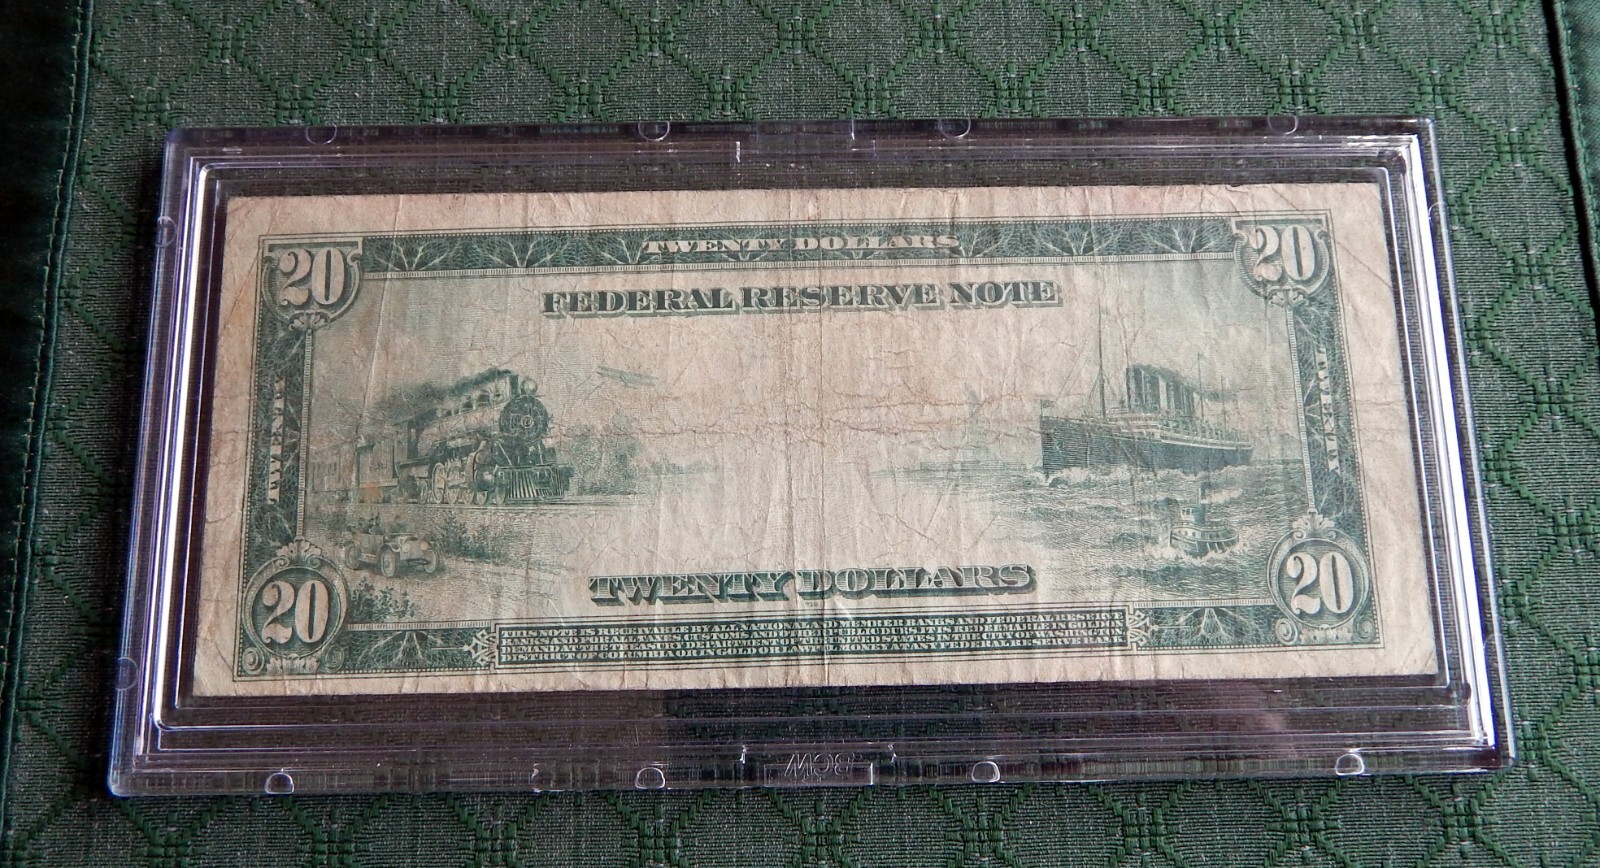 TWENTY DOLLARS
20 20
FEDERAL RESERVE NOTE
TWENTY TWENTY
TWENTY DOLLARS
20 20
THIS NOTE IS RECEIVABLE BY ALL NATIONAL AND MEMBER BANKS AND FEDERAL RESERVE
BANKS AND FOR ALL TAXES, CUSTOMS AND OTHER PUBLIC DUES. IT IS REDEEMABLE IN GOLD ON
DEMAND AT THE TREASURY DEPARTMENT OF THE UNITED STATES IN THE CITY OF WASHINGTON,
DISTRICT OF COLUMBIA OR IN GOLD OR LAWFUL MONEY AT ANY FEDERAL RESERVE BANK.
BCW